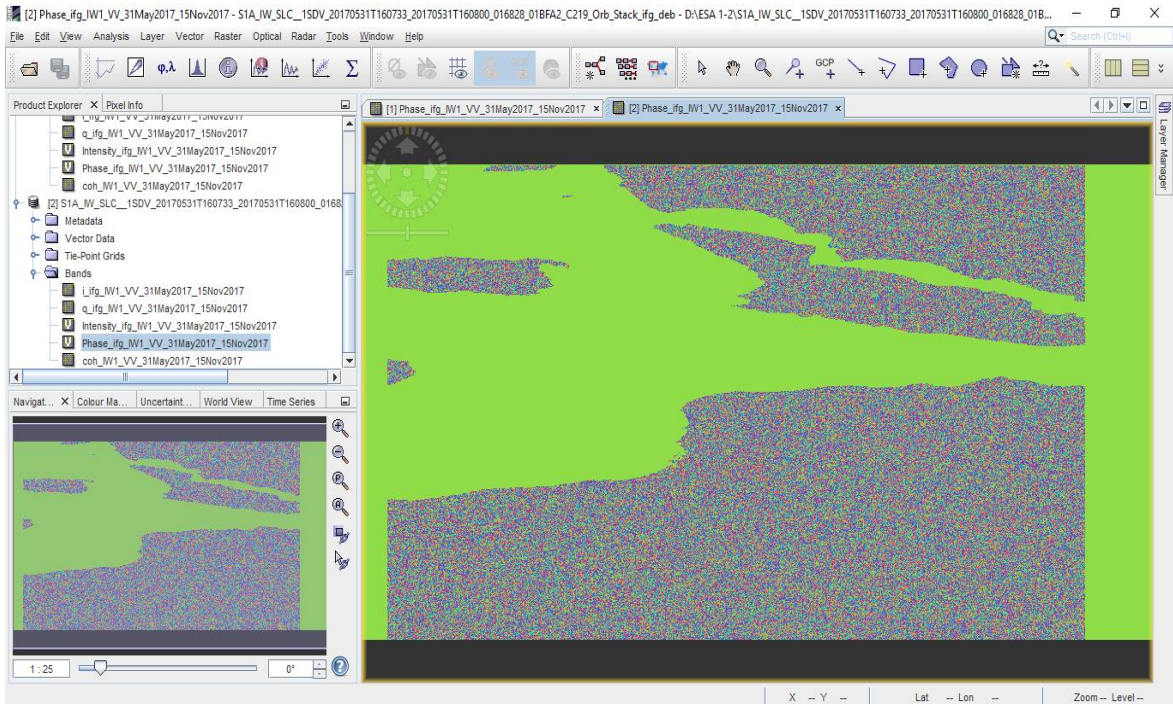 [2] Phase_ifg_IW1_VV_31May2017_15Nov2017 - S1A_IW_SLC__1SDV_20170531T160733_20170531T160800_016828_01BFA2_C219_Orb_Stack_ifg_deb - D:\ESA 1-2\S1A_IW_SLC__1SDV_20170531T160733_20170531T160800_016828_01B...
File Edit View Analysis Layer Vector Raster Optical Radar Tools Window Help
Search (Ctrl+I)
φ,λ
Σ
GCP
Product Explorer Pixel Info
[1] Phase_ifg_IW1_VV_31May2017_15Nov2017
[2] Phase_ifg_IW1_VV_31May2017_15Nov2017
Layer Manager
i_ifg_IW1_VV_31May2017_15Nov2017
q_ifg_IW1_VV_31May2017_15Nov2017
Intensity_ifg_IW1_VV_31May2017_15Nov2017
Phase_ifg_IW1_VV_31May2017_15Nov2017
coh_IW1_VV_31May2017_15Nov2017
[2] S1A_IW_SLC__1SDV_20170531T160733_20170531T160800_0168
Metadata
Vector Data
Tie-Point Grids
Bands
i_ifg_IW1_VV_31May2017_15Nov2017
q_ifg_IW1_VV_31May2017_15Nov2017
Intensity_ifg_IW1_VV_31May2017_15Nov2017
Phase_ifg_IW1_VV_31May2017_15Nov2017
coh_IW1_VV_31May2017_15Nov2017
Navigat... Colour Ma... Uncertaint... World View Time Series
1 : 25
0°
X -- Y -- Lat -- Lon -- Zoom -- Level --